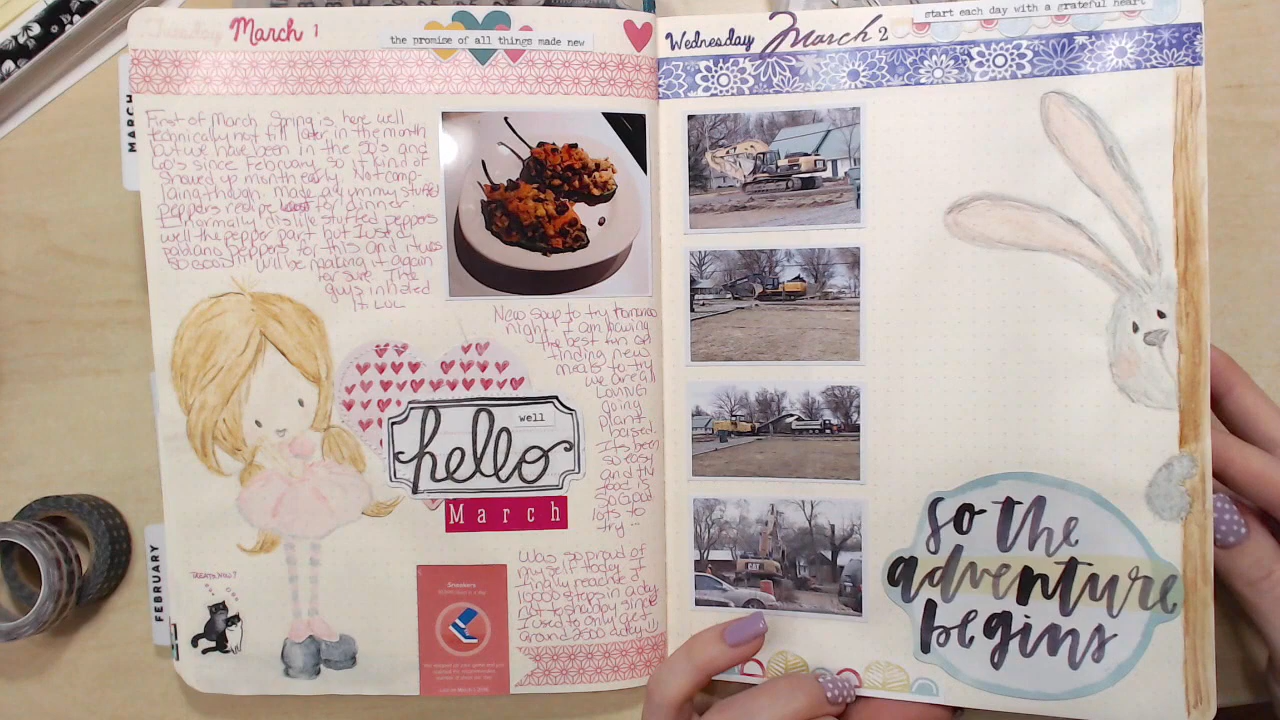 Tuesday March 1
the promise of all things made new
First of March Spring is here well
technically not till later in the month
but we have been in the 50's and
60's since February so it kind of
showed up month early. Not comp-
laining though. made a yummy stuffed
peppers recipe for dinner.
I normally dislike stuffed peppers
well the pepper part but I used
poblano peppers for this and it was
so Good!! will be making it again
for sure. The
guys inhaled
It LOL
New soup to try tomorrow
night. I am having
the best fun
finding new
meals to try
we are all
LOVING
going
plant
based.
Its been
so easy
and the
food is
so Good
lots to
try...
well
hello
March
TREATS NOW?
Sneakers
Was so proud of
myself today I
finally reached
10000 steps in a day
not to shabby since
I used to only get
around 2500 a day!!
MARCH
FEBRUARY
Wednesday March 2
start each day with a grateful heart
CAT
so the
adventure
begins